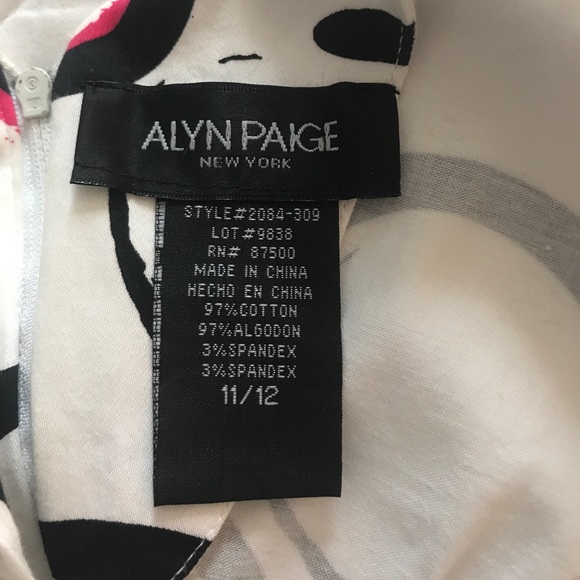 ALYN PAIGE
NEW YORK
STYLE#2084-309
LOT#9838
RN# 87500
MADE IN CHINA
HECHO EN CHINA
97%COTTON
97%ALGODON
3%SPANDEX
3%SPANDEX
11/12